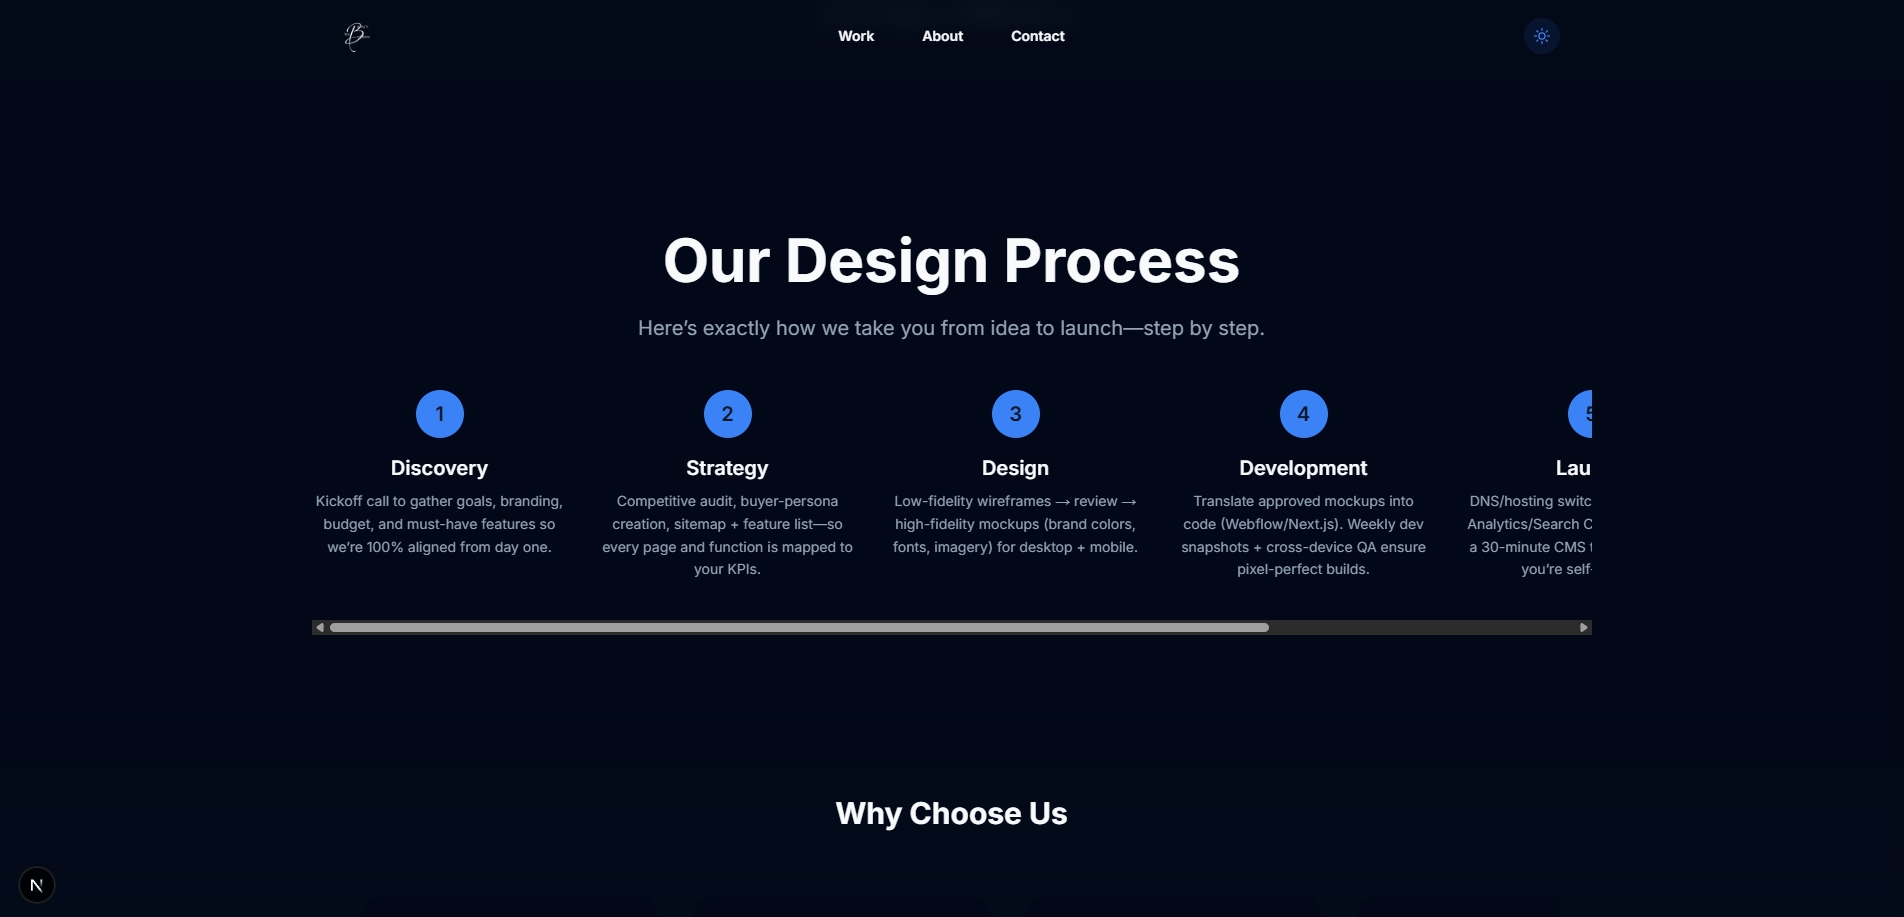 Work
About
Contact
Our Design Process
Here’s exactly how we take you from idea to launch—step by step.
1
Discovery
Kickoff call to gather goals, branding,
budget, and must-have features so
we’re 100% aligned from day one.
2
Strategy
Competitive audit, buyer-persona
creation, sitemap + feature list—so
every page and function is mapped to
your KPIs.
3
Design
Low-fidelity wireframes → review →
high-fidelity mockups (brand colors,
fonts, imagery) for desktop + mobile.
4
Development
Translate approved mockups into
code (Webflow/Next.js). Weekly dev
snapshots + cross-device QA ensure
pixel-perfect builds.
5
Lau
DNS/hosting switc
Analytics/Search C
a 30-minute CMS t
you’re self-
Why Choose Us
N